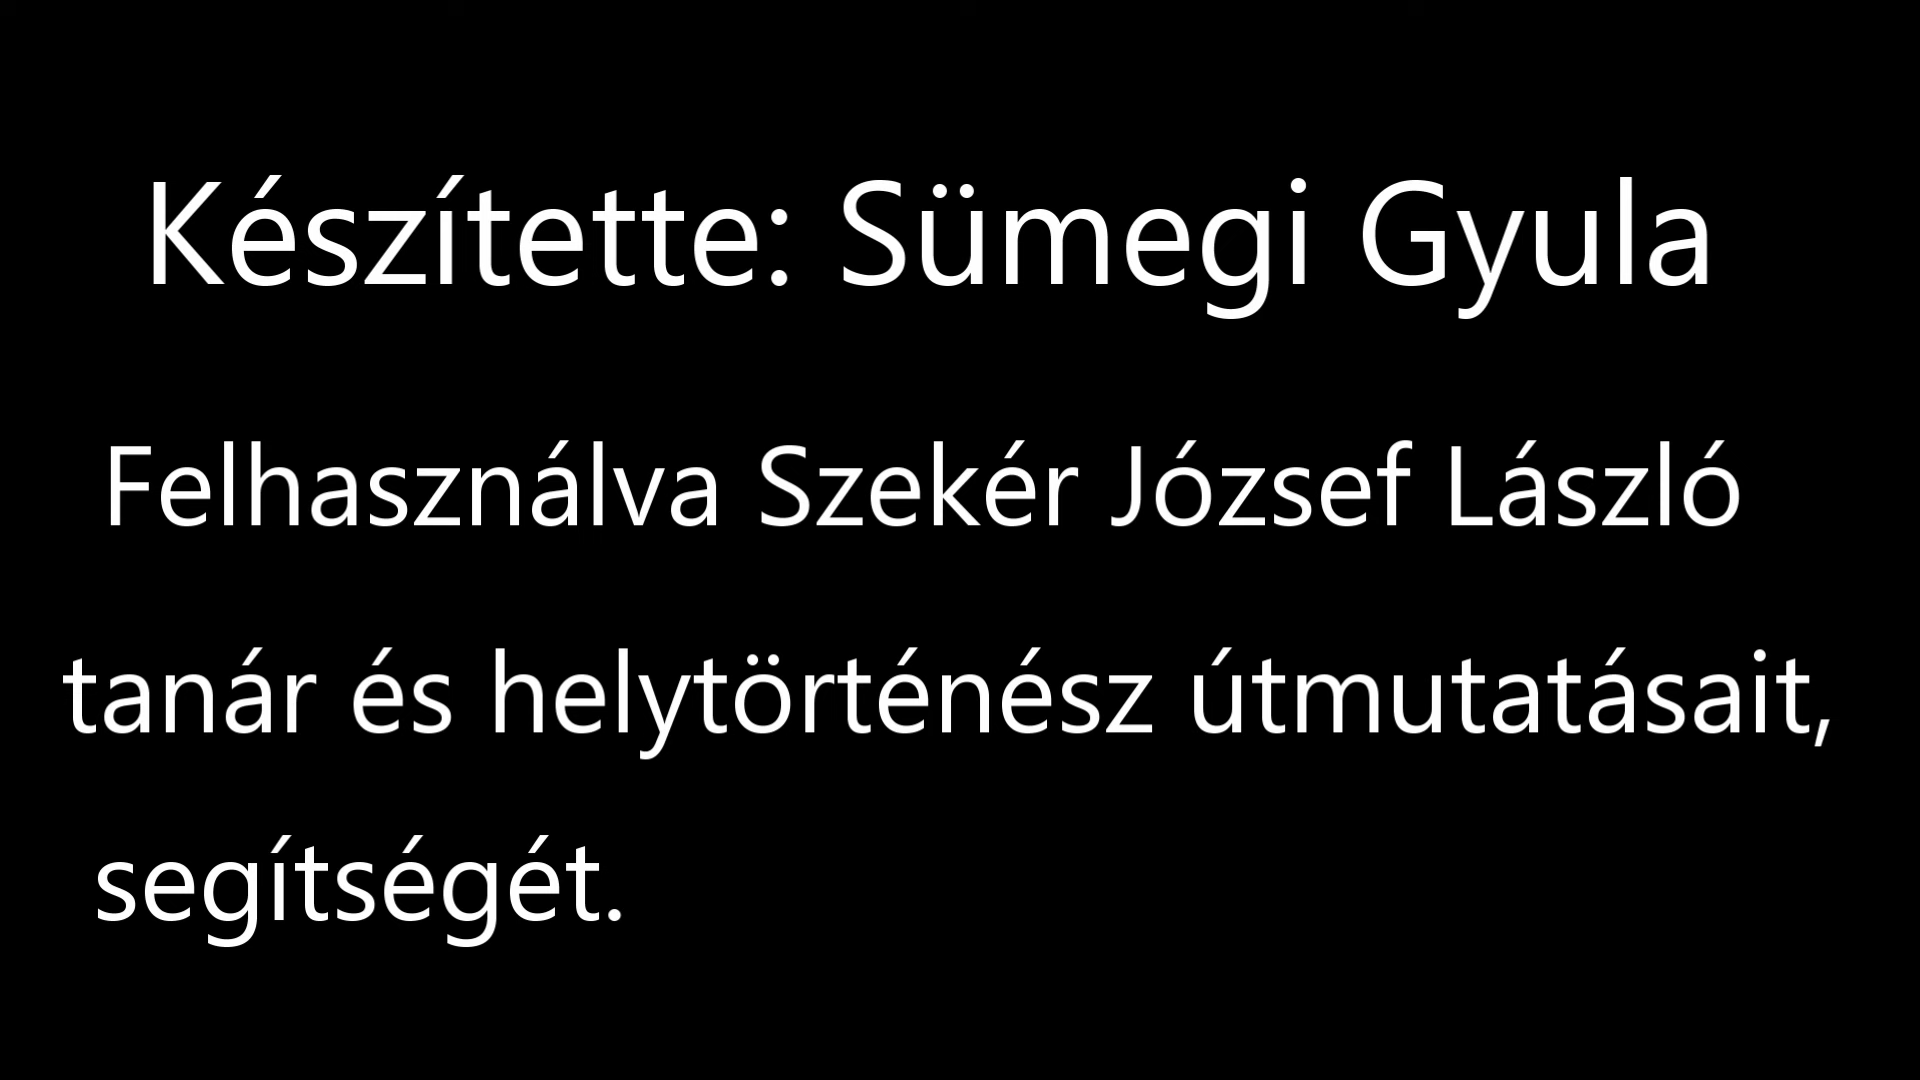 Készítette: Sümegi Gyula
Felhasználva Szekér József László
tanár és helytörténész útmutatásait,
segítségét.